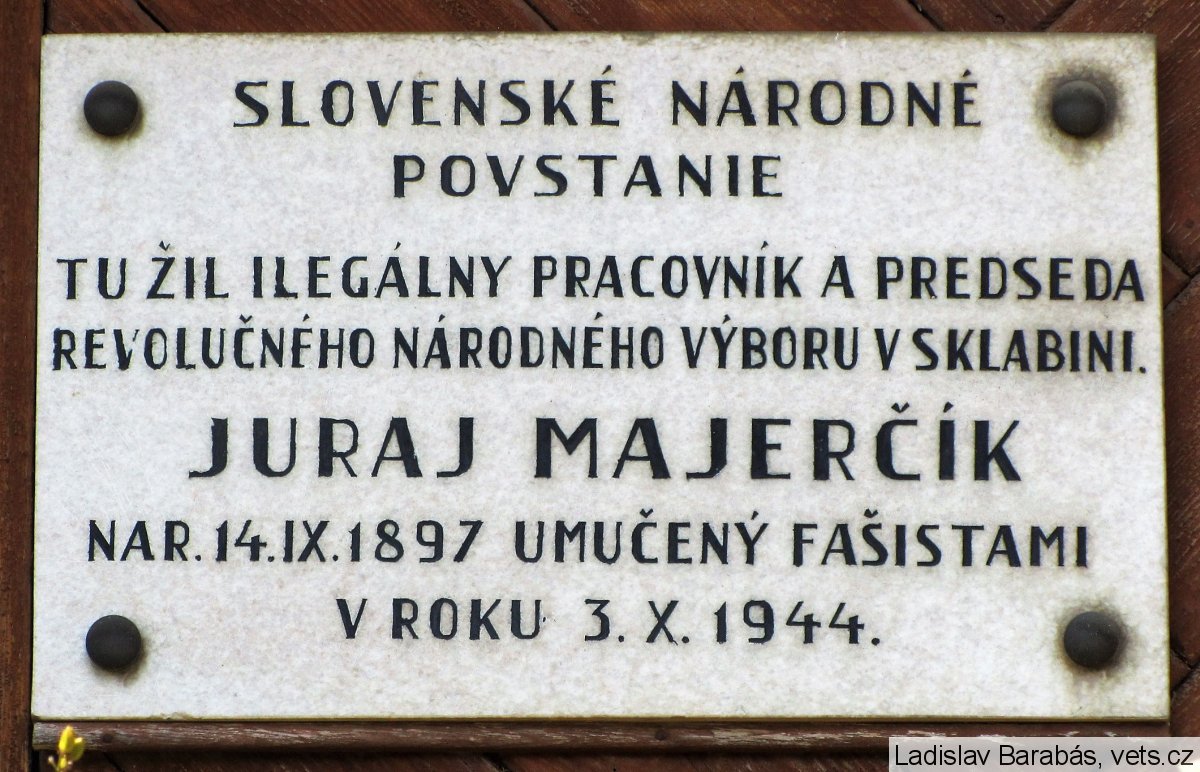 SLOVENSKÉ NÁRODNÉ
POVSTANIE
TU ŽIL ILEGÁLNY PRACOVNÍK A PREDSEDA
REVOLUČNÉHO NÁRODNÉHO VÝBORU V SKLABINI.
JURAJ MAJERČÍK
NAR. 14. IX. 1897 UMUČENÝ FAŠISTAMI
V ROKU 3. X. 1944.
Ladislav Barabás, vets.cz